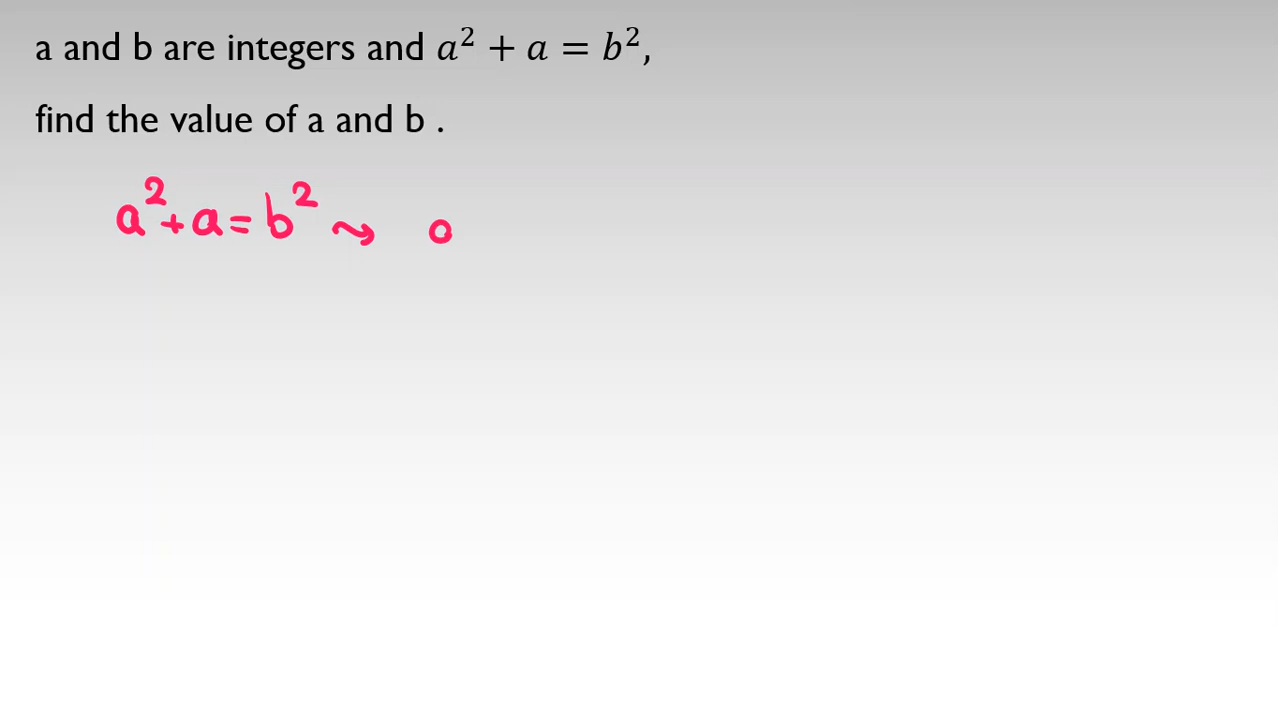 a and b are integers and 𝑎² + 𝑎 = 𝑏²,
find the value of a and b .
a²+a=b² ⇝